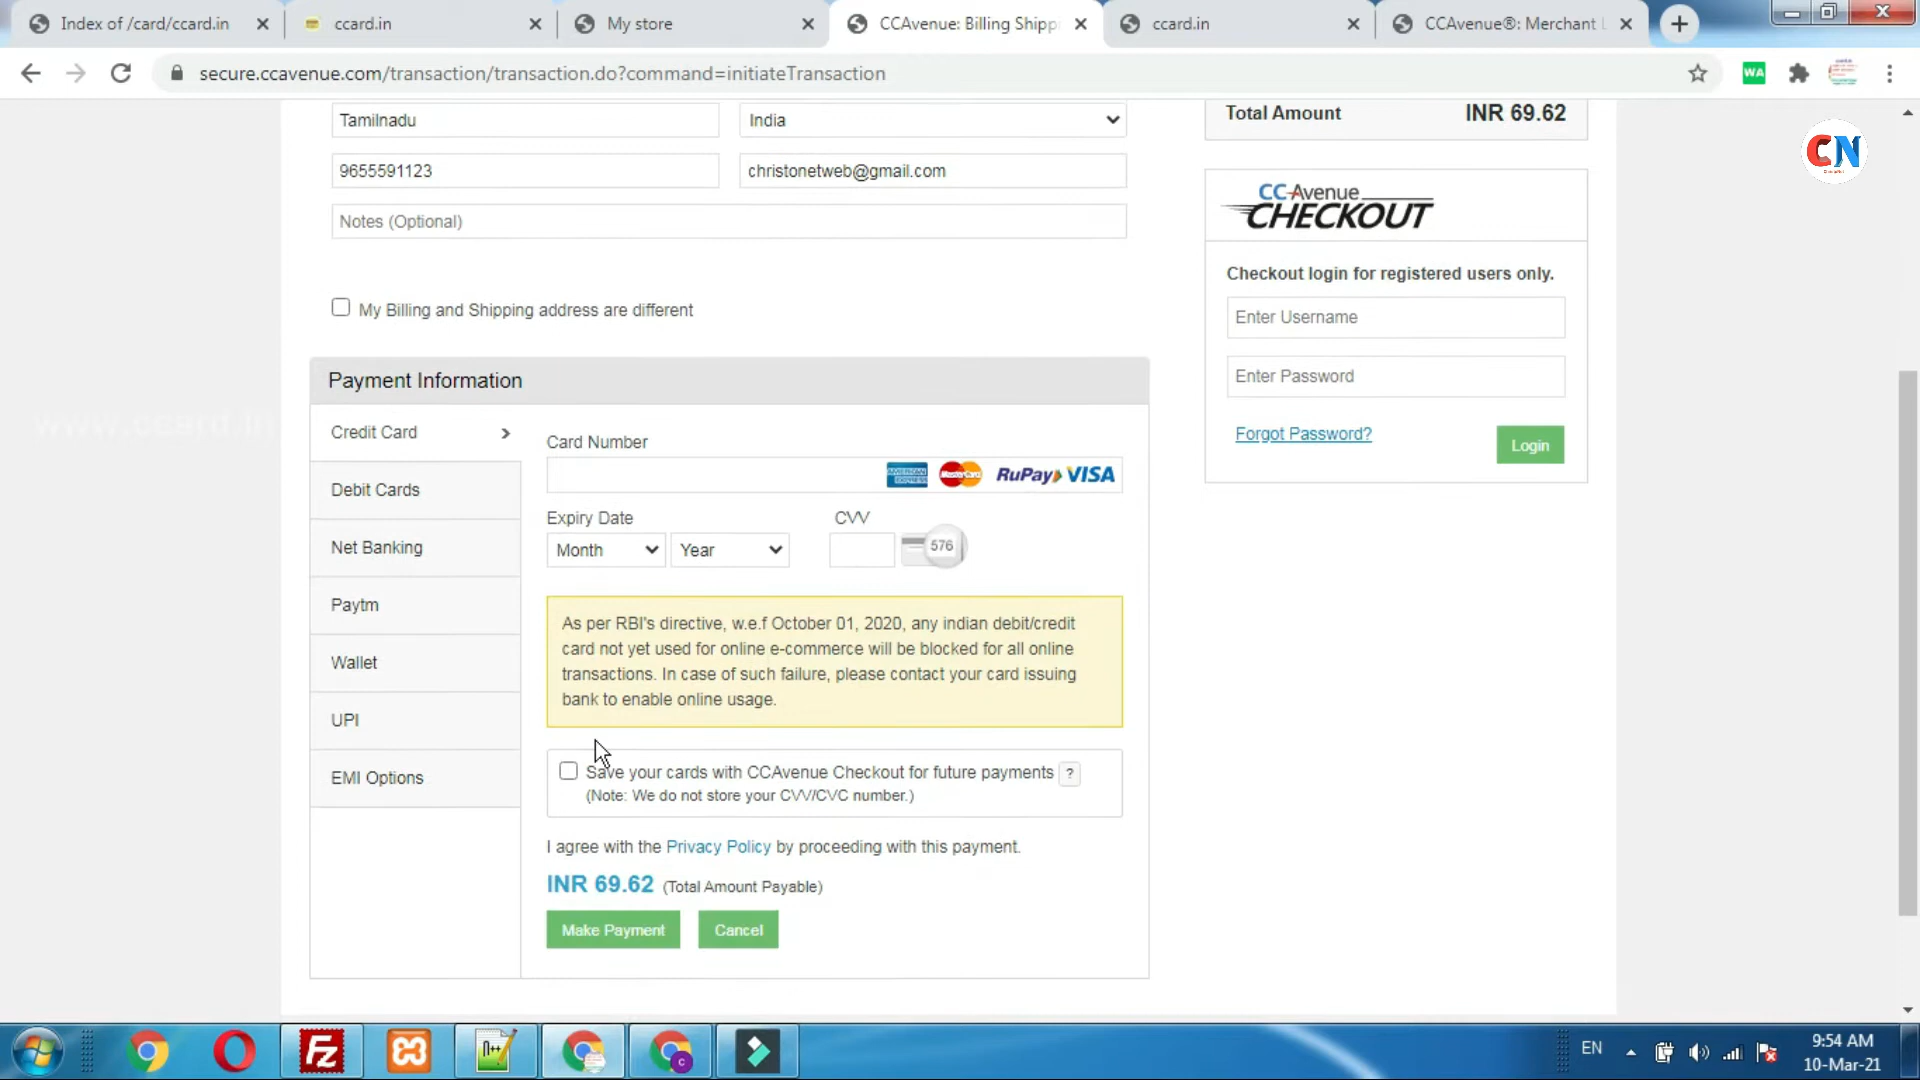 Index of /card/ccard.in
ccard.in
My store
CCAvenue: Billing Shipp
ccard.in
CCAvenue®: Merchant L
secure.ccavenue.com/transaction/transaction.do?command=initiateTransaction
WA
Tamilnadu
India
Total Amount
INR 69.62
CN
9655591123
christonetweb@gmail.com
Notes (Optional)
CCAvenue
CHECKOUT
Checkout login for registered users only.
My Billing and Shipping address are different
Enter Username
Enter Password
Forgot Password?
Login
Payment Information
www.ccard.in
Credit Card
Debit Cards
Net Banking
Paytm
Wallet
UPI
EMI Options
Card Number
AMERICAN EXPRESS
MasterCard
RuPay
VISA
Expiry Date
CVV
Month
Year
576
As per RBI's directive, w.e.f October 01, 2020, any indian debit/credit
card not yet used for online e-commerce will be blocked for all online
transactions. In case of such failure, please contact your card issuing
bank to enable online usage.
Save your cards with CCAvenue Checkout for future payments ?
(Note: We do not store your CVV/CVC number.)
I agree with the Privacy Policy by proceeding with this payment.
INR 69.62 (Total Amount Payable)
Make Payment
Cancel
Fz
n++
c
EN
9:54 AM
10-Mar-21